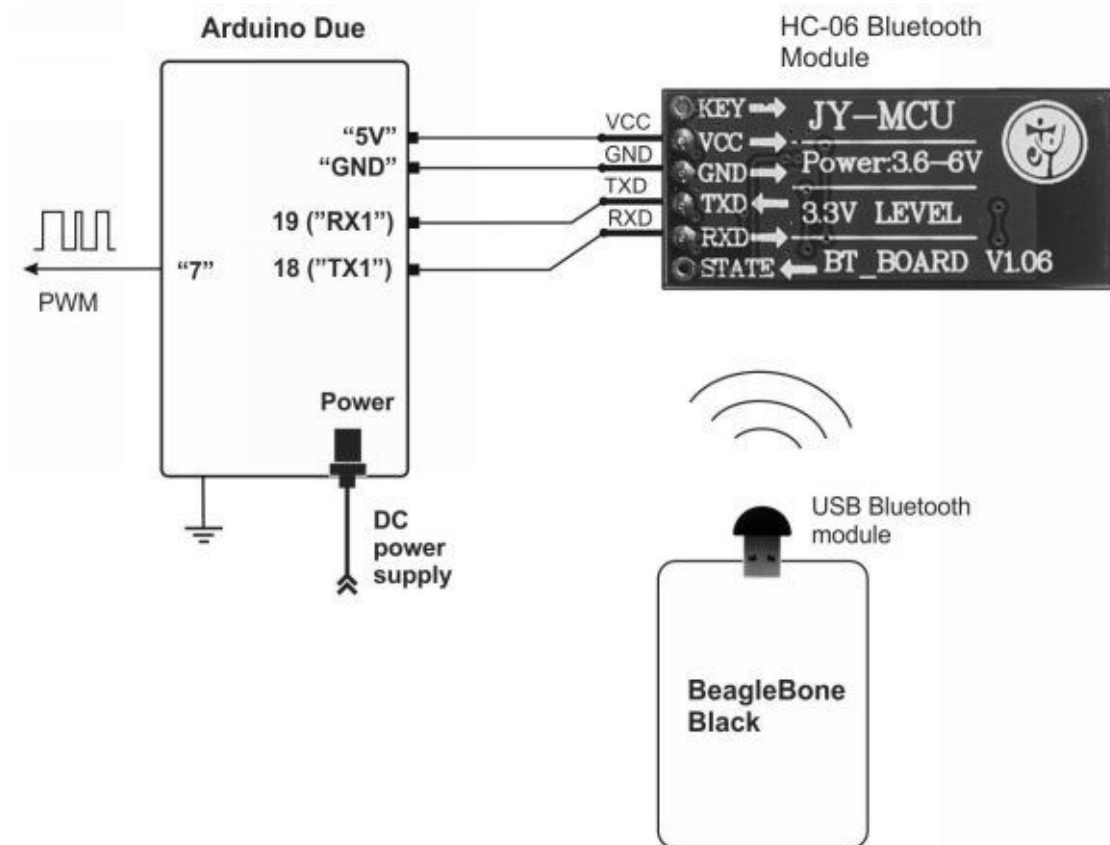 Arduino Due
HC-06 Bluetooth
Module
“5V”
“GND”
19 (”RX1”)
18 (”TX1”)
“7”
PWM
Power
DC
power
supply
VCC
GND
TXD
RXD
KEY
VCC
GND
TXD
RXD
STATE
JY-MCU
Power:3.6-6V
3.3V LEVEL
BT_BOARD V1.06
USB Bluetooth
module
BeagleBone
Black